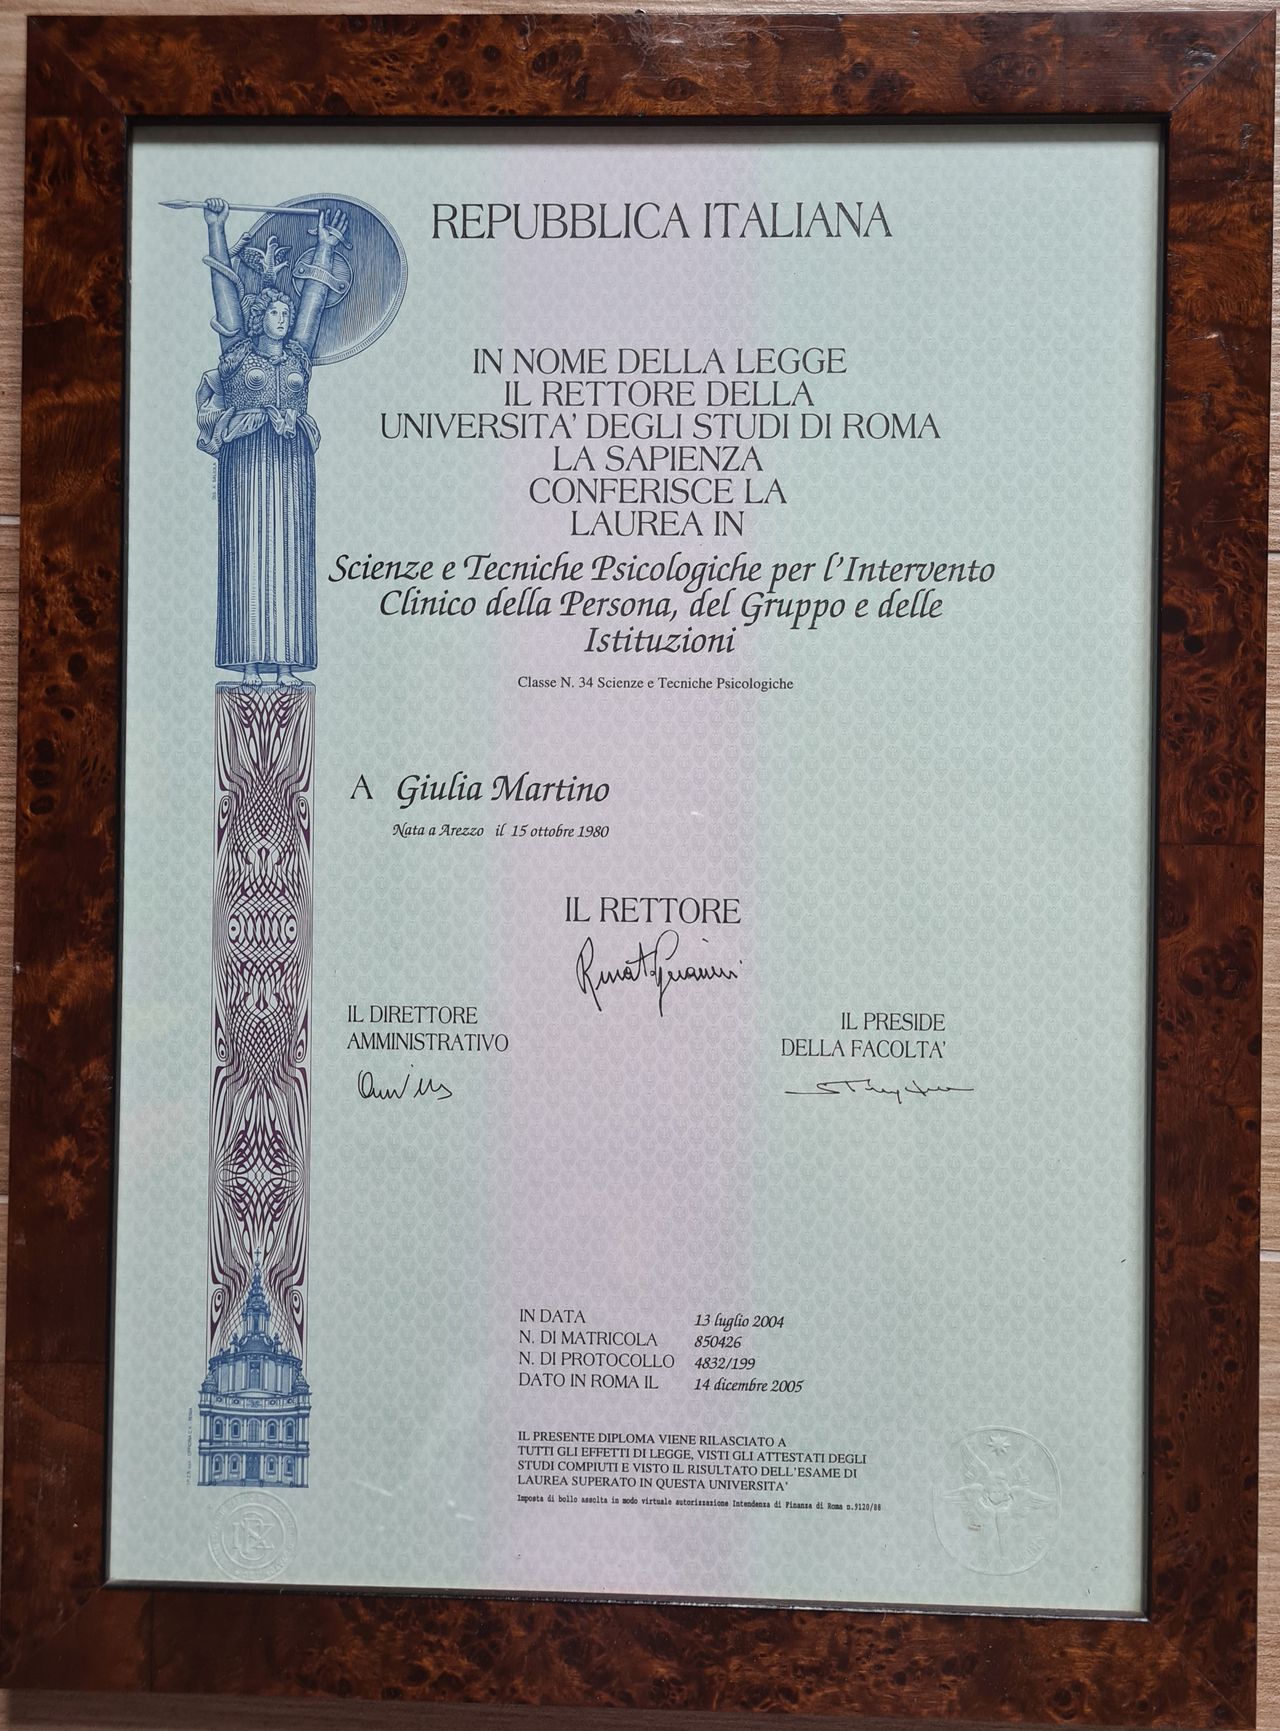 REPUBBLICA ITALIANA
IN NOME DELLA LEGGE
IL RETTORE DELLA
UNIVERSITA' DEGLI STUDI DI ROMA
LA SAPIENZA
CONFERISCE LA
LAUREA IN
Scienze e Tecniche Psicologiche per l'Intervento
Clinico della Persona, del Gruppo e delle
Istituzioni
Classe N. 34 Scienze e Tecniche Psicologiche
A Giulia Martino
Nata a Arezzo il 15 ottobre 1980
IL RETTORE
IL DIRETTORE
AMMINISTRATIVO
IL PRESIDE
DELLA FACOLTA'
IN DATA 13 luglio 2004
N. DI MATRICOLA 850426
N. DI PROTOCOLLO 4832/199
DATO IN ROMA IL 14 dicembre 2005
IL PRESENTE DIPLOMA VIENE RILASCIATO A
TUTTI GLI EFFETTI DI LEGGE, VISTI GLI ATTESTATI DEGLI
STUDI COMPIUTI E VISTO IL RISULTATO DELL'ESAME DI
LAUREA SUPERATO IN QUESTA UNIVERSITA'
Imposta di bollo assolta in modo virtuale autorizzazione Intendenza di Finanza di Roma n.9120/88